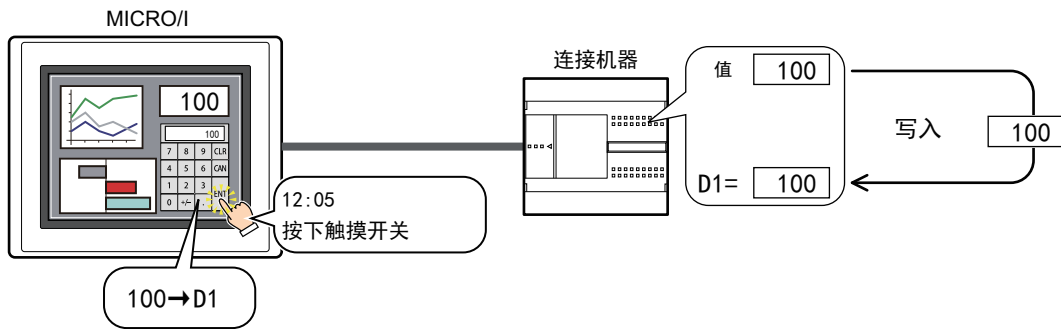 MICRO/I
100
100
7 8 9 CLR
4 5 6 CAN
1 2 3
0 +/- . ENT
12:05
按下触摸开关
100→D1
连接机器
值 100
D1= 100
写入
100